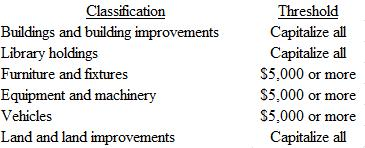 Classification Threshold
Buildings and building improvements Capitalize all
Library holdings Capitalize all
Furniture and fixtures $5,000 or more
Equipment and machinery $5,000 or more
Vehicles $5,000 or more
Land and land improvements Capitalize all